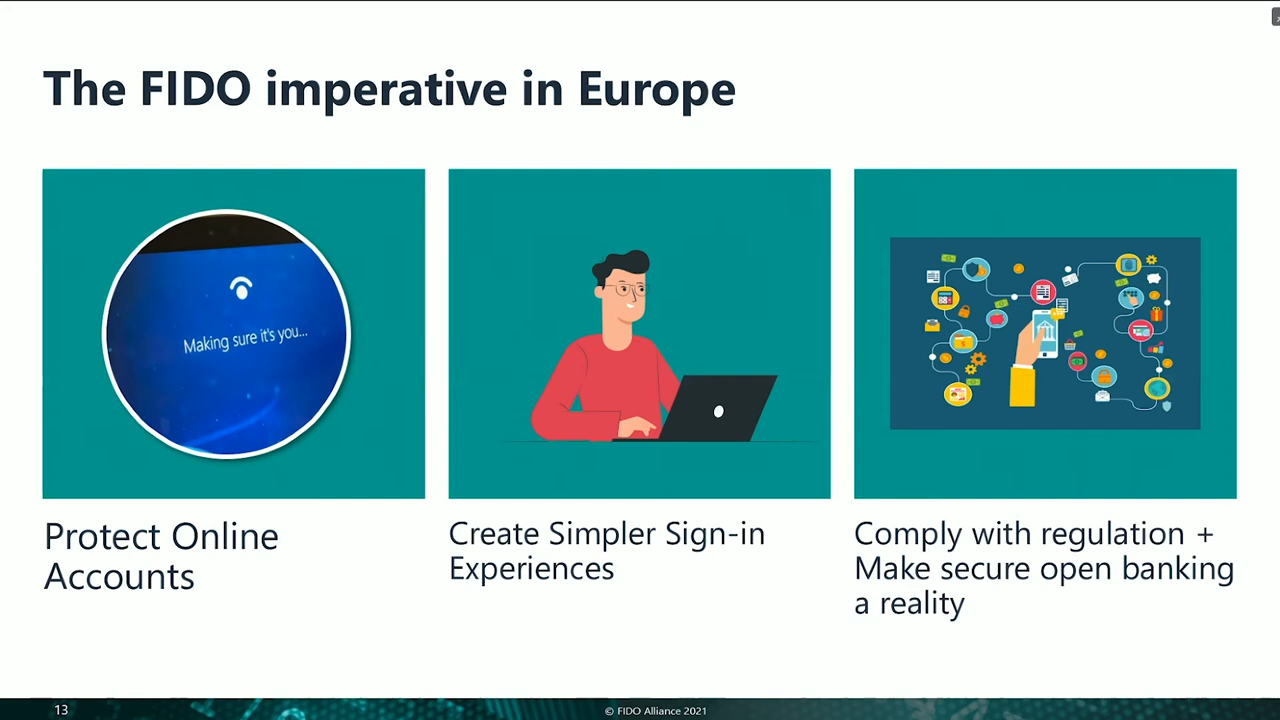 The FIDO imperative in Europe
Making sure it's you...
Protect Online
Accounts
Create Simpler Sign-in
Experiences
Comply with regulation +
Make secure open banking
a reality
13
© FIDO Alliance 2021